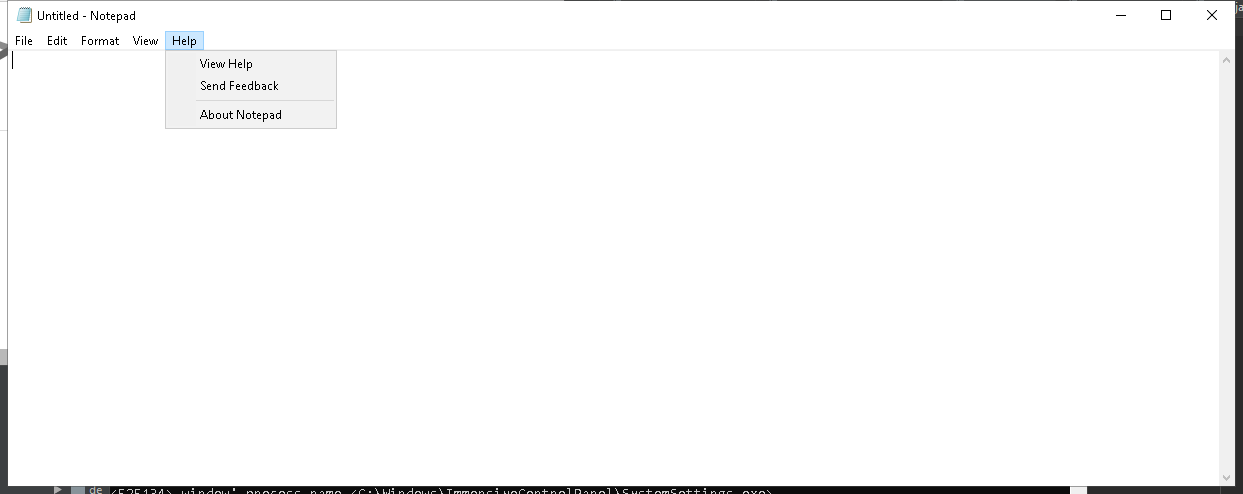 Untitled - Notepad
File Edit Format View Help
View Help
Send Feedback
About Notepad
de <525134> window' process name <C:\Windows\ImmersiveControlPanel\SystemSettings.exe>